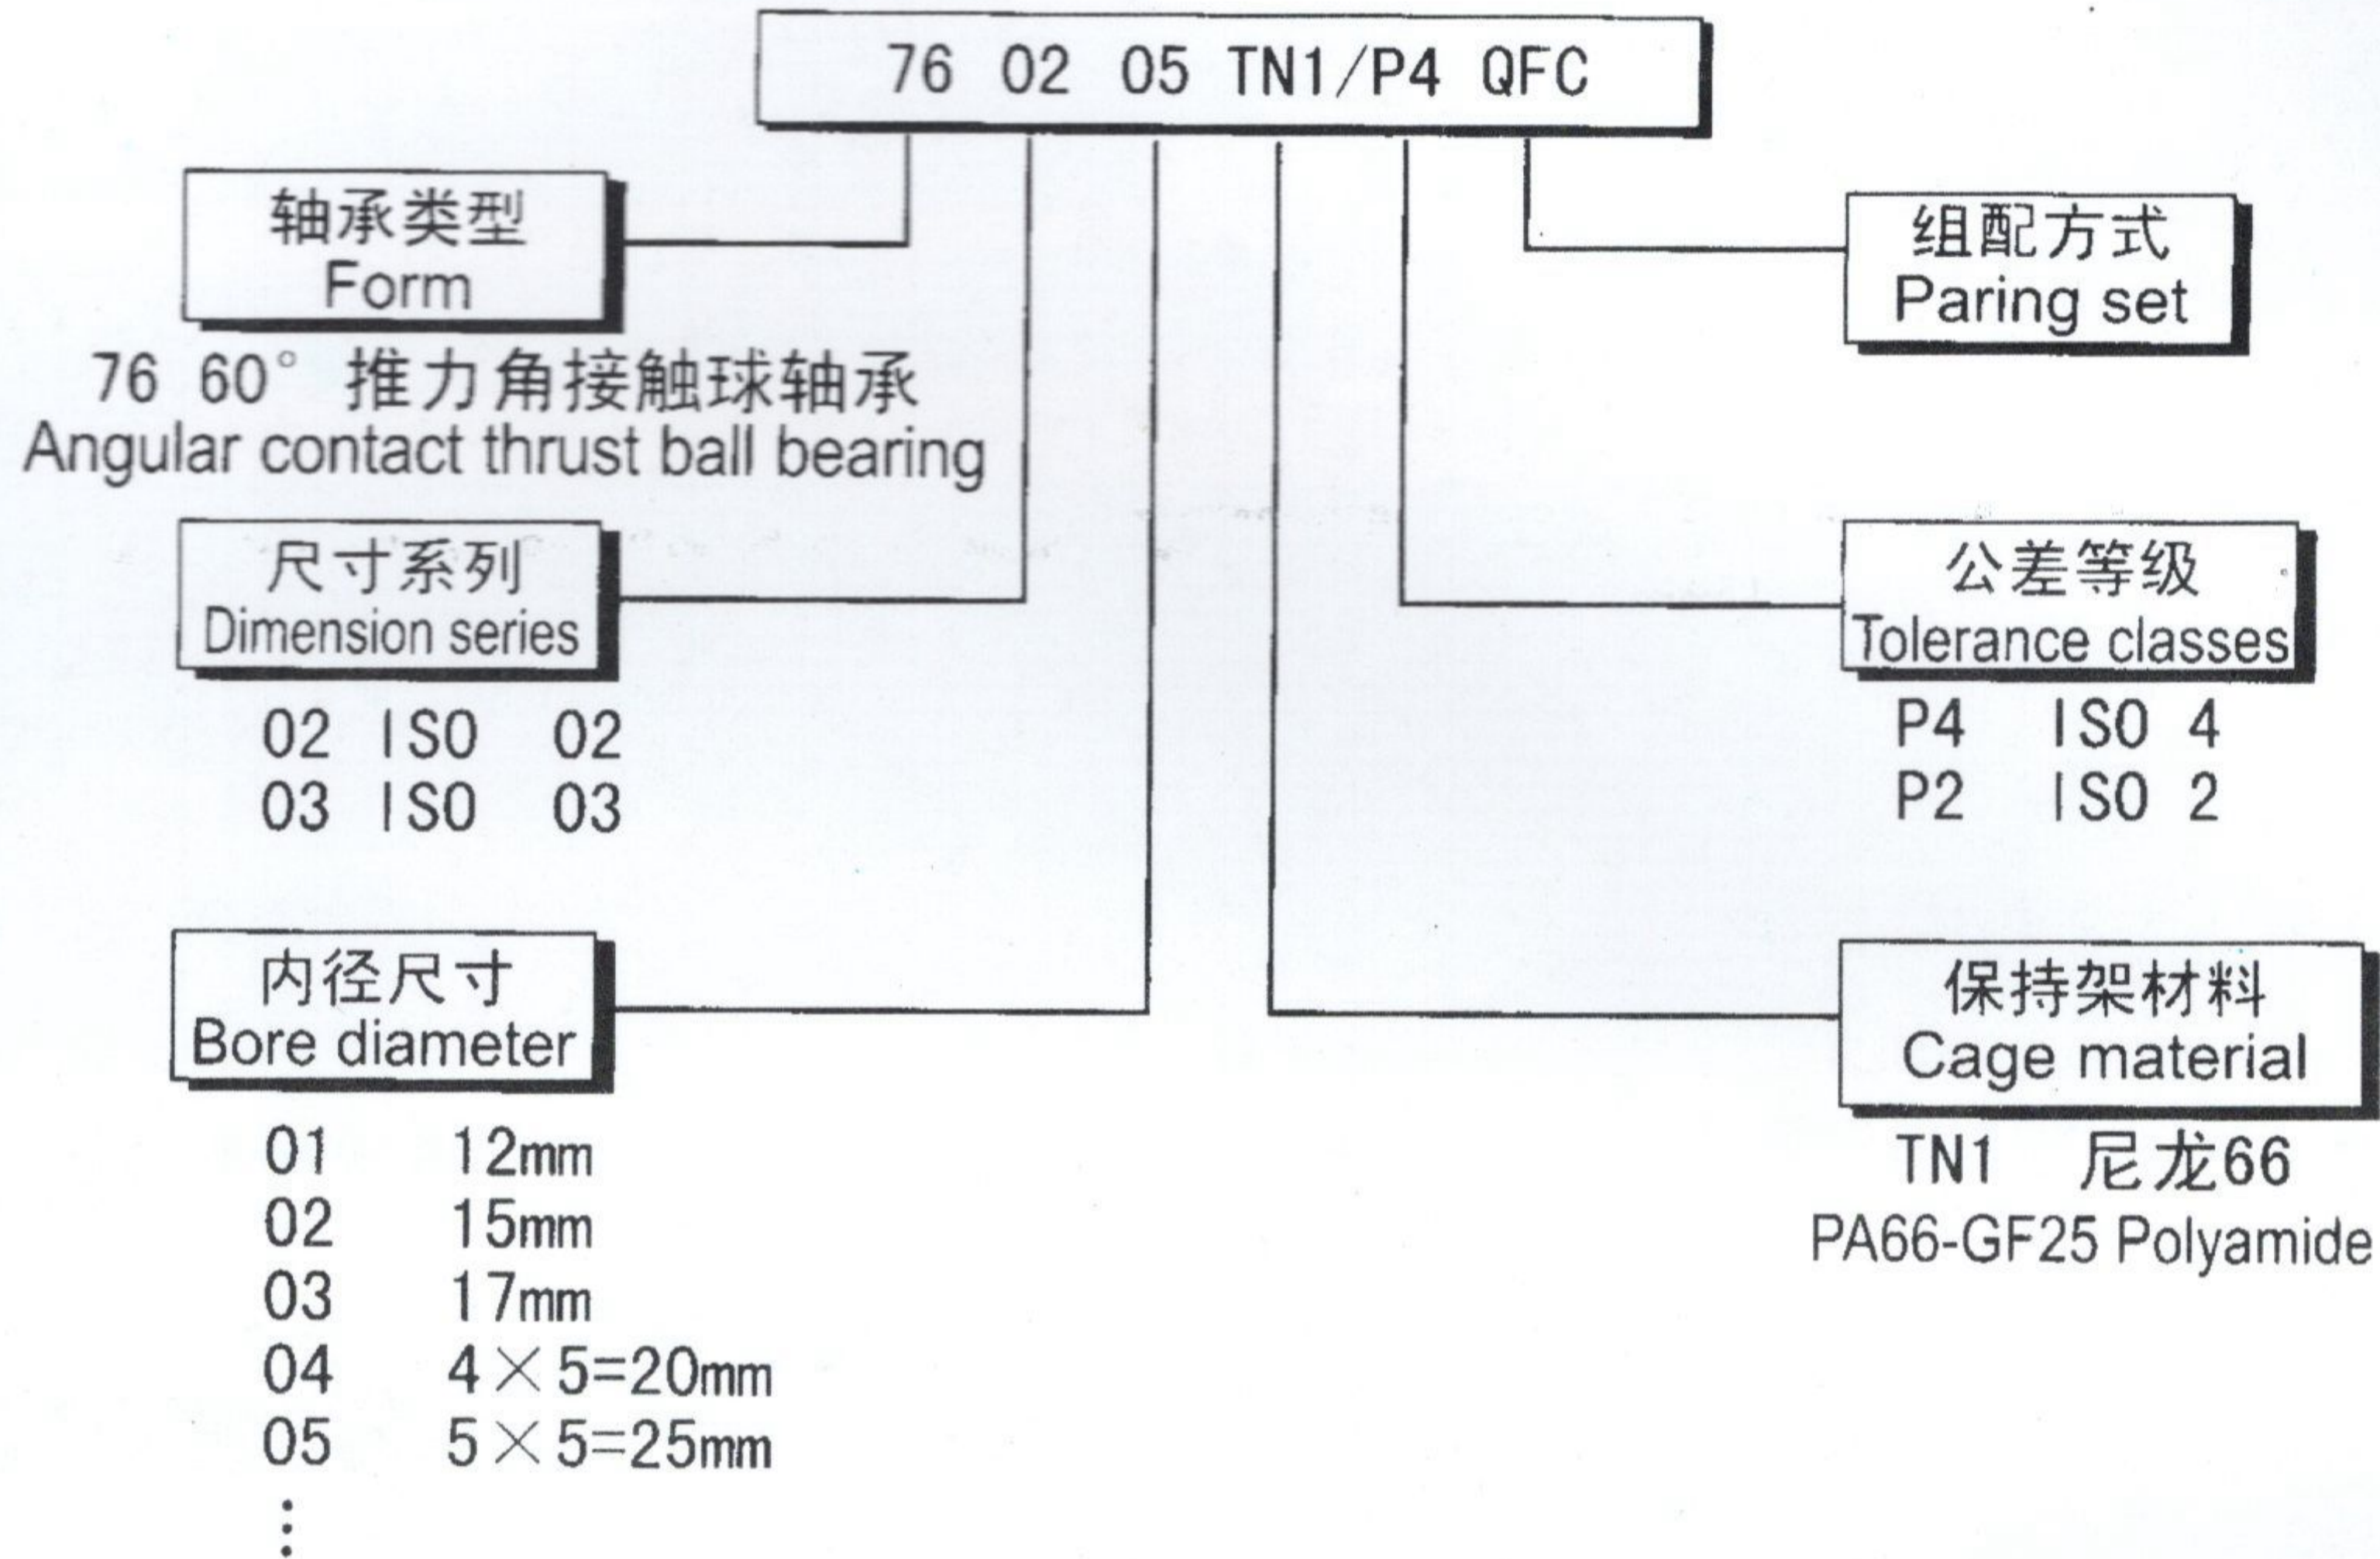 76 02 05 TN1/P4 QFC
轴承类型
Form
76 60° 推力角接触球轴承
Angular contact thrust ball bearing
尺寸系列
Dimension series
02 ISO 02
03 ISO 03
内径尺寸
Bore diameter
01 12mm
02 15mm
03 17mm
04 4×5=20mm
05 5×5=25mm
⋮
组配方式
Paring set
公差等级
Tolerance classes
P4 ISO 4
P2 ISO 2
保持架材料
Cage material
TN1 尼龙66
PA66-GF25 Polyamide